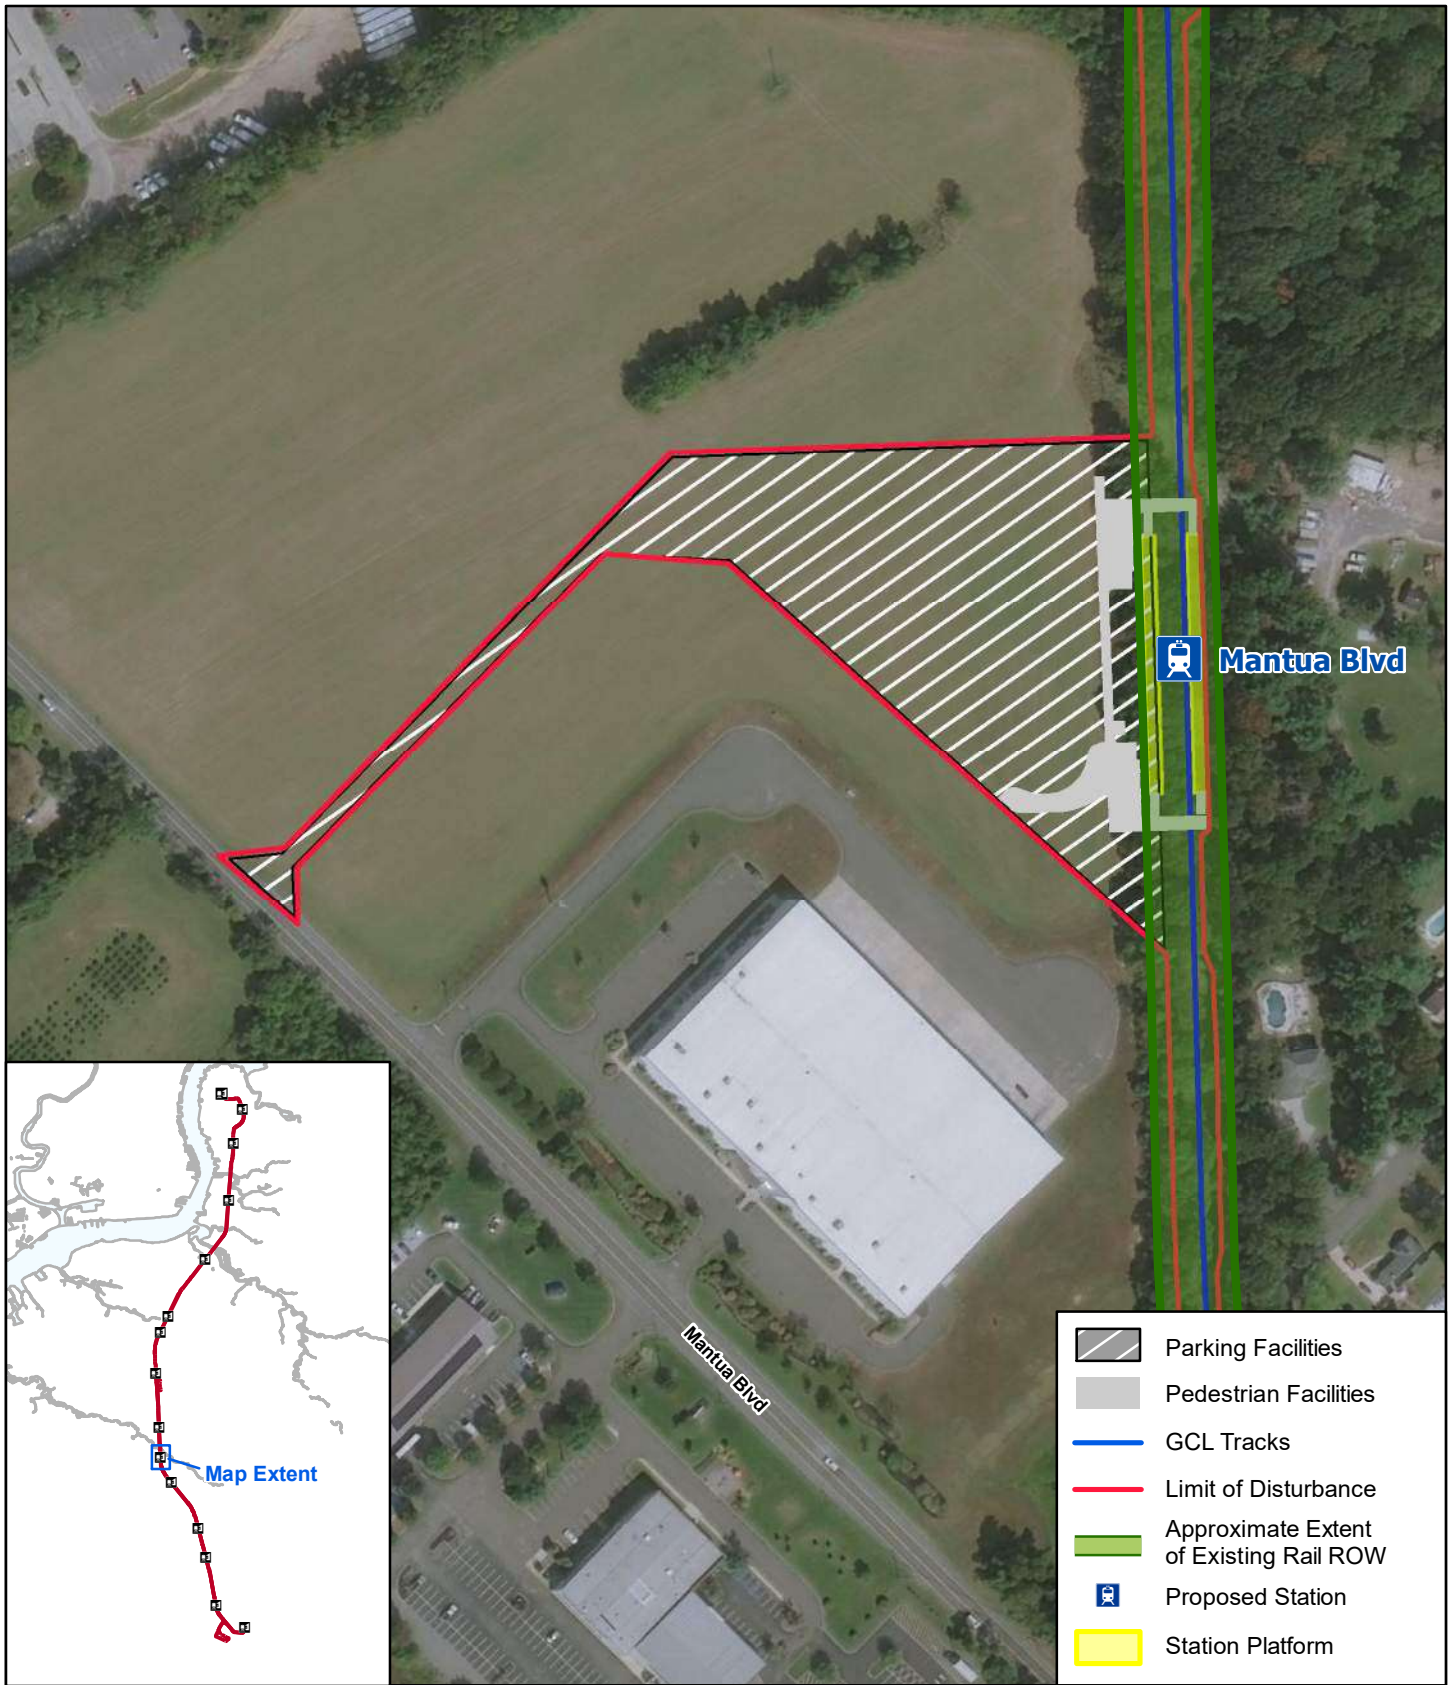 Mantua Blvd
Mantua Blvd
Map Extent
Parking Facilities
Pedestrian Facilities
GCL Tracks
Limit of Disturbance
Approximate Extent
of Existing Rail ROW
Proposed Station
Station Platform